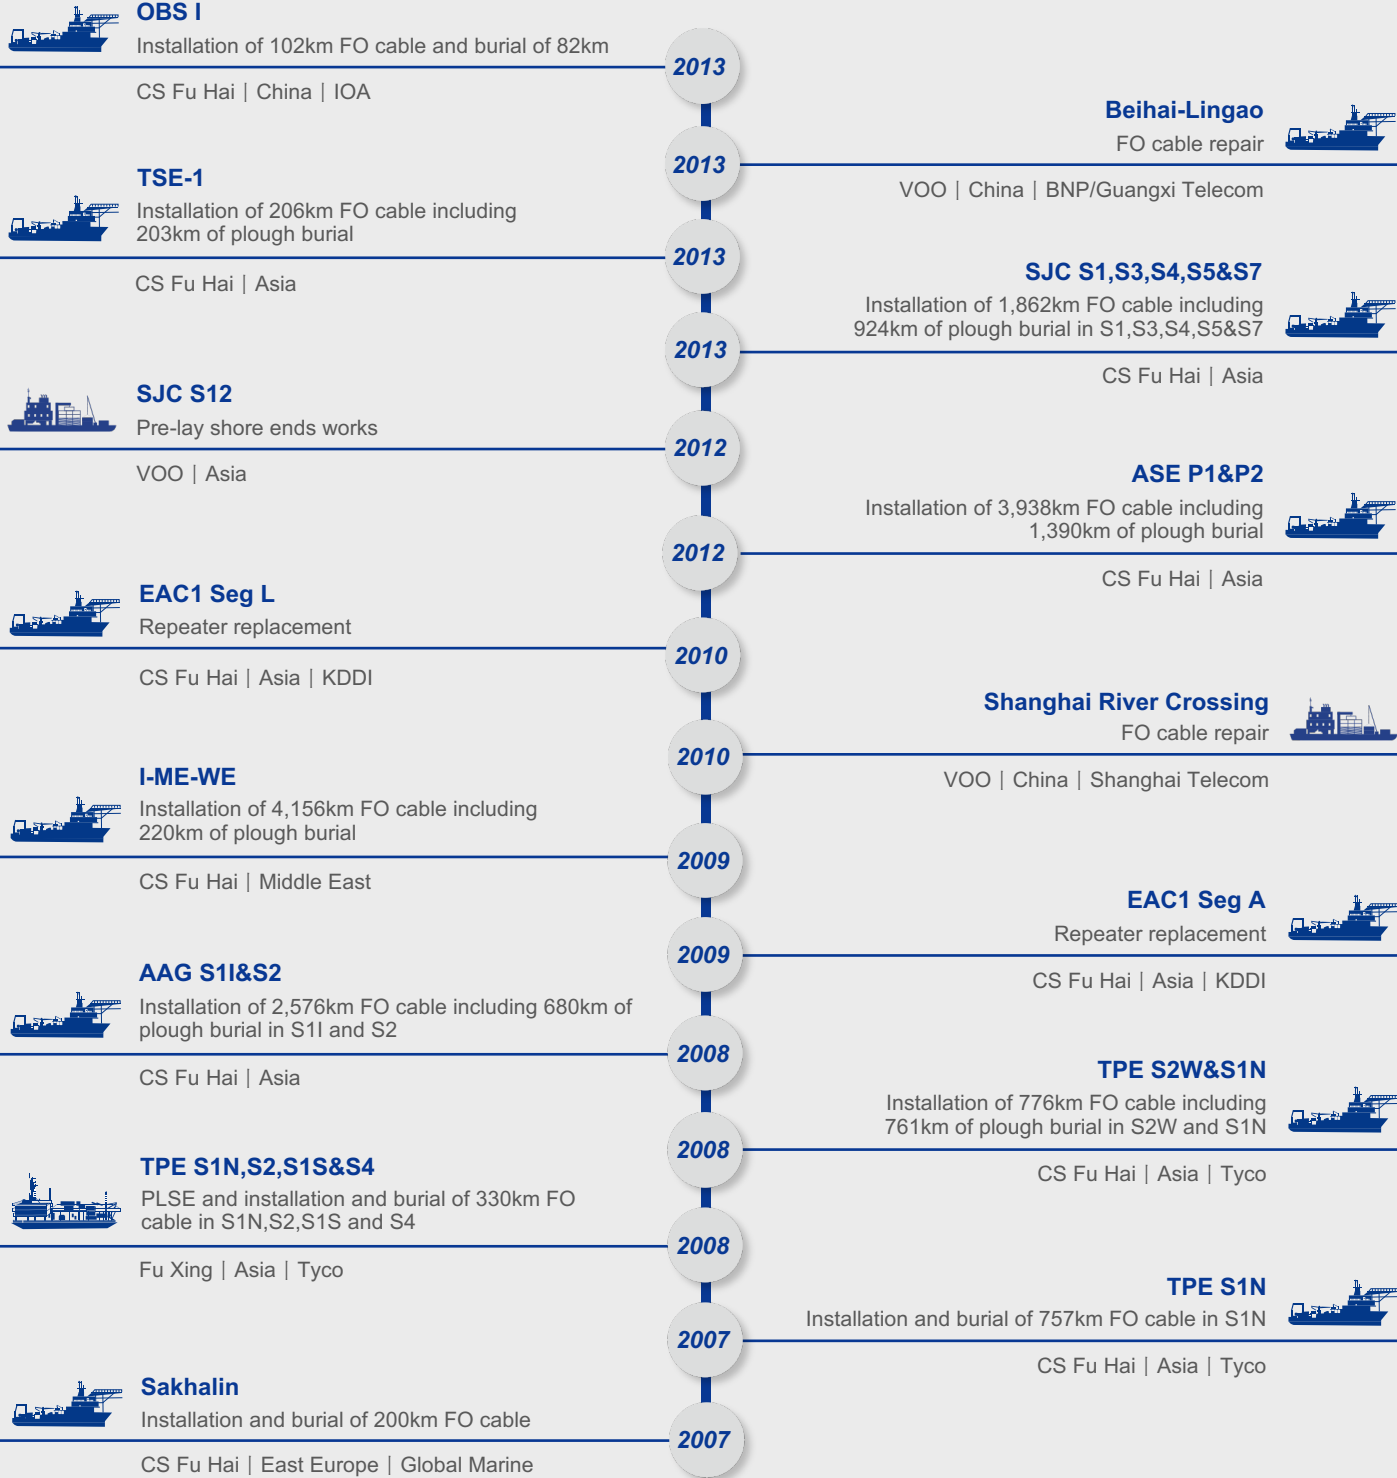 OBS I
Installation of 102km FO cable and burial of 82km
2013
CS Fu Hai | China | IOA
Beihai-Lingao
FO cable repair
2013
VOO | China | BNP/Guangxi Telecom
TSE-1
Installation of 206km FO cable including
203km of plough burial
2013
CS Fu Hai | Asia
SJC S1,S3,S4,S5&S7
Installation of 1,862km FO cable including
924km of plough burial in S1,S3,S4,S5&S7
2013
CS Fu Hai | Asia
SJC S12
Pre-lay shore ends works
2012
VOO | Asia
ASE P1&P2
Installation of 3,938km FO cable including
1,390km of plough burial
2012
CS Fu Hai | Asia
EAC1 Seg L
Repeater replacement
2010
CS Fu Hai | Asia | KDDI
Shanghai River Crossing
FO cable repair
2010
VOO | China | Shanghai Telecom
I-ME-WE
Installation of 4,156km FO cable including
220km of plough burial
2009
CS Fu Hai | Middle East
EAC1 Seg A
Repeater replacement
2009
CS Fu Hai | Asia | KDDI
AAG S1I&S2
Installation of 2,576km FO cable including 680km of
plough burial in S1I and S2
2008
CS Fu Hai | Asia
TPE S2W&S1N
Installation of 776km FO cable including
761km of plough burial in S2W and S1N
2008
CS Fu Hai | Asia | Tyco
TPE S1N,S2,S1S&S4
PLSE and installation and burial of 330km FO
cable in S1N,S2,S1S and S4
2008
Fu Xing | Asia | Tyco
TPE S1N
Installation and burial of 757km FO cable in S1N
2007
CS Fu Hai | Asia | Tyco
Sakhalin
Installation and burial of 200km FO cable
2007
CS Fu Hai | East Europe | Global Marine